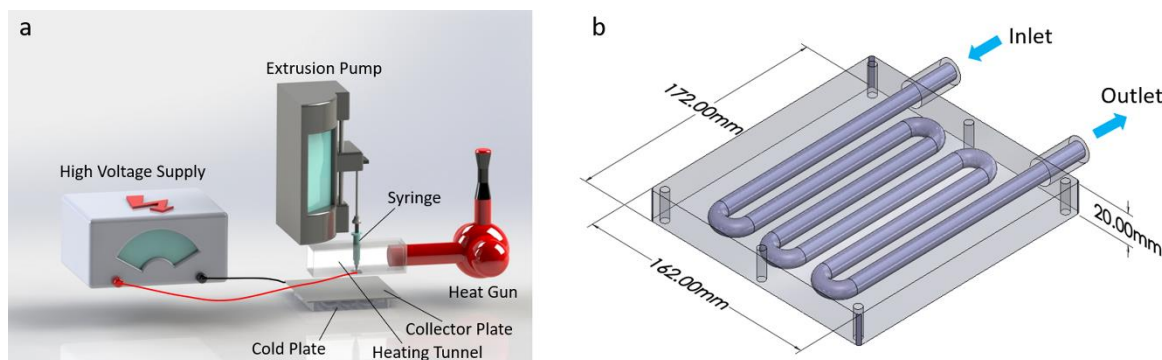 a
Extrusion Pump
High Voltage Supply
Syringe
Heat Gun
Collector Plate
Cold Plate
Heating Tunnel
b
Inlet
Outlet
172.00mm
162.00mm
20.00mm